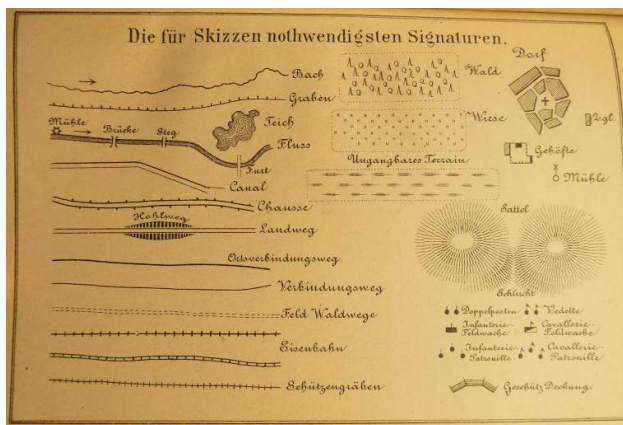 Die für Skizzen nothwendigsten Signaturen.
Bach
Graben
Mühle
Brücke
Steg
Teich
Fluss
Furt
Canal
Chausse
Hohlweg
Landweg
Ortsverbindungsweg
Verbindungsweg
Feld Waldwege
Eisenbahn
Schützengräben
Wald
Wiese
Ungangbares Terrain
Dorf
Zgl.
Gehöfte
Mühle
Sattel
Schlucht
Doppelposten
Vedette
Infanterie
Feldwache
Cavallerie
Feldwache
Infanterie
Patrouille
Cavallerie
Patrouille
Geschütz Deckung